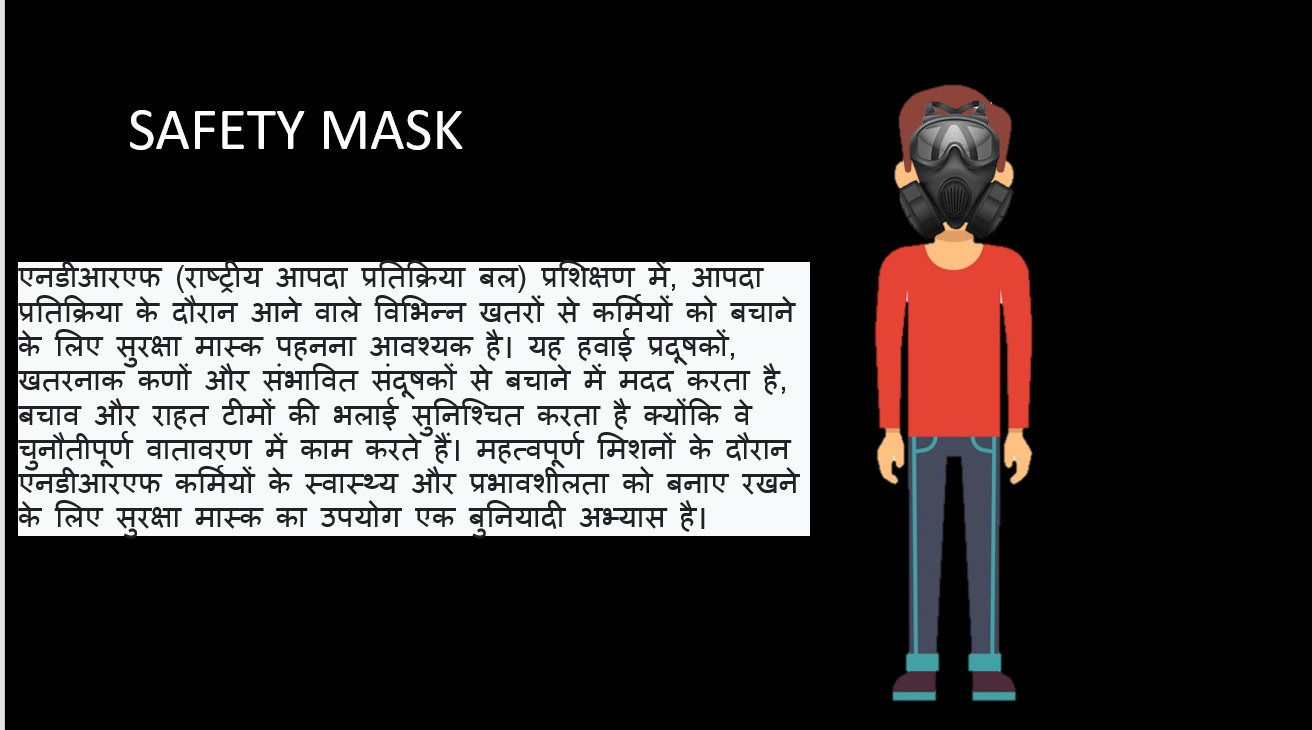 SAFETY MASK
एनडीआरएफ (राष्ट्रीय आपदा प्रतिक्रिया बल) प्रशिक्षण में, आपदा
प्रतिक्रिया के दौरान आने वाले विभिन्न खतरों से कर्मियों को बचाने
के लिए सुरक्षा मास्क पहनना आवश्यक है। यह हवाई प्रदूषकों,
खतरनाक कणों और संभावित संदूषकों से बचाने में मदद करता है,
बचाव और राहत टीमों की भलाई सुनिश्चित करता है क्योंकि वे
चुनौतीपूर्ण वातावरण में काम करते हैं। महत्वपूर्ण मिशनों के दौरान
एनडीआरएफ कर्मियों के स्वास्थ्य और प्रभावशीलता को बनाए रखने
के लिए सुरक्षा मास्क का उपयोग एक बुनियादी अभ्यास है।